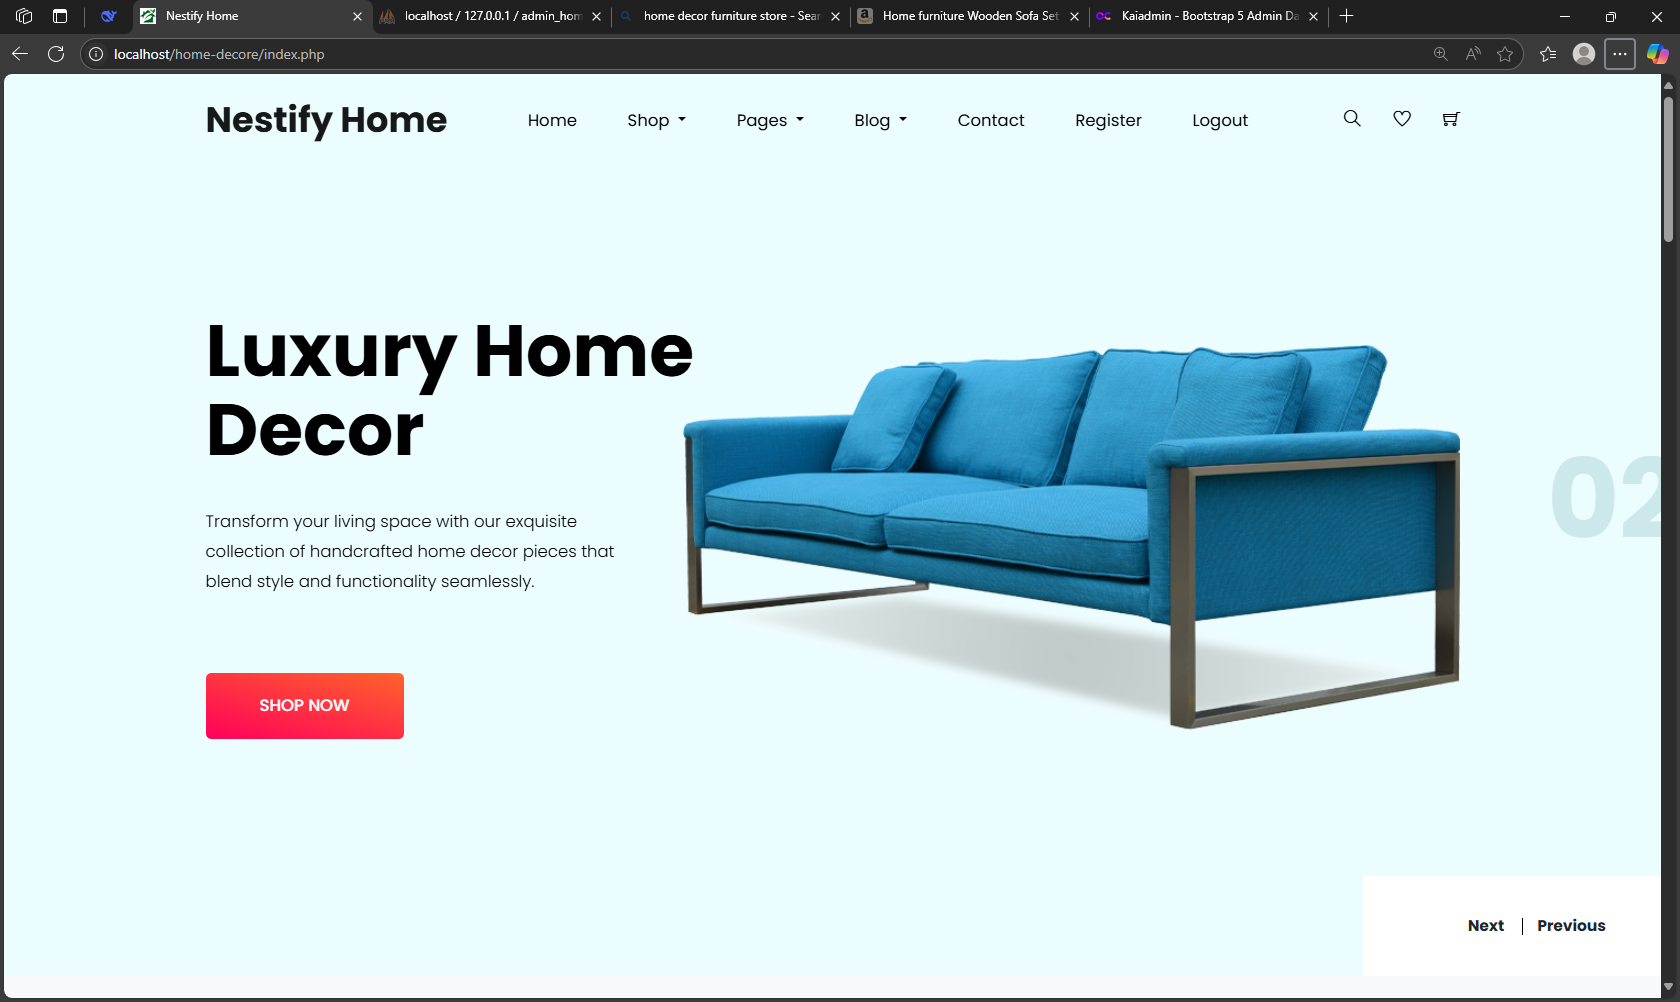 Nestify Home
localhost / 127.0.0.1 / admin_hom
home decor furniture store - Sear
Home furniture Wooden Sofa Set
Kaiadmin - Bootstrap 5 Admin Da
localhost/home-decore/index.php
Nestify Home
Home
Shop
Pages
Blog
Contact
Register
Logout
Luxury Home
Decor
Transform your living space with our exquisite
collection of handcrafted home decor pieces that
blend style and functionality seamlessly.
SHOP NOW
02
Next | Previous